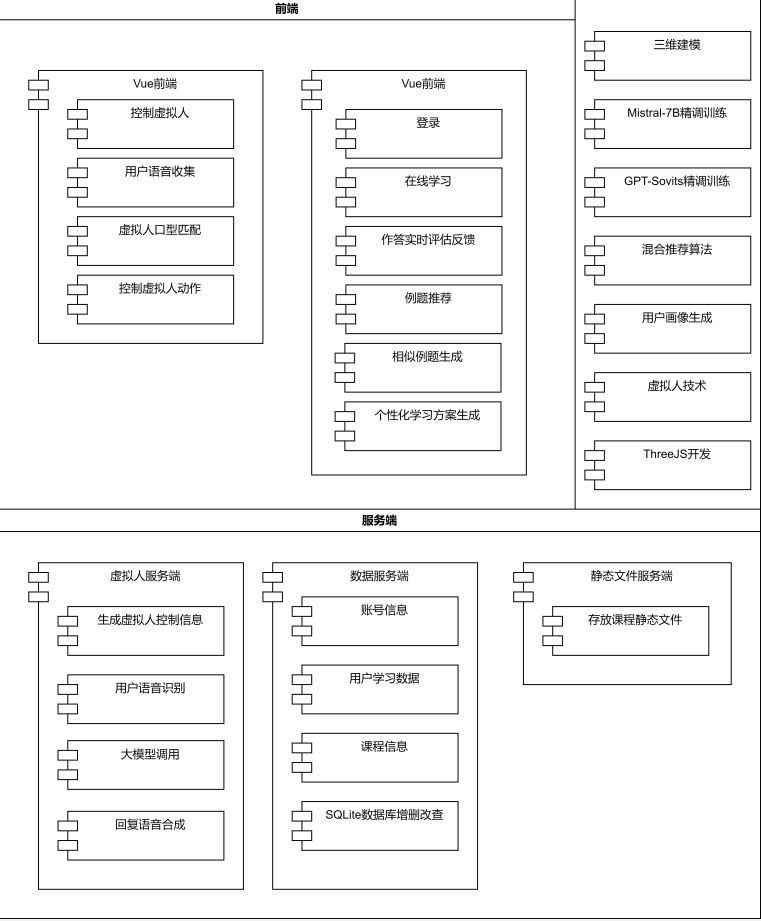 前端
Vue前端
控制虚拟人
用户语音收集
虚拟人口型匹配
控制虚拟人动作
Vue前端
登录
在线学习
作答实时评估反馈
例题推荐
相似例题生成
个性化学习方案生成
三维建模
Mistral-7B精调训练
GPT-Sovits精调训练
混合推荐算法
用户画像生成
虚拟人技术
ThreeJS开发
服务端
虚拟人服务端
生成虚拟人控制信息
用户语音识别
大模型调用
回复语音合成
数据服务端
账号信息
用户学习数据
课程信息
SQLite数据库增删改查
静态文件服务端
存放课程静态文件